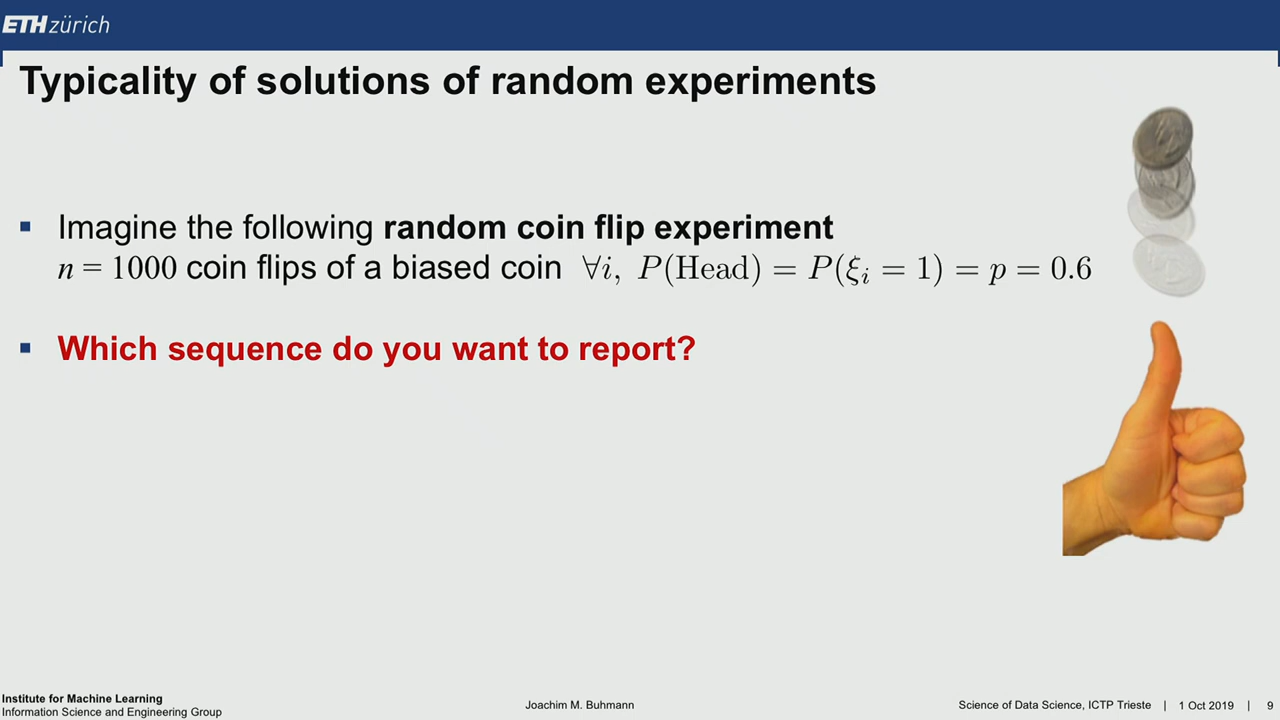 ETH zürich
Typicality of solutions of random experiments
▪ Imagine the following random coin flip experiment
n = 1000 coin flips of a biased coin ∀i, P(Head) = P(ξᵢ = 1) = p = 0.6
▪ Which sequence do you want to report?
Institute for Machine Learning
Information Science and Engineering Group
Joachim M. Buhmann
Science of Data Science, ICTP Trieste | 1 Oct 2019 | 9